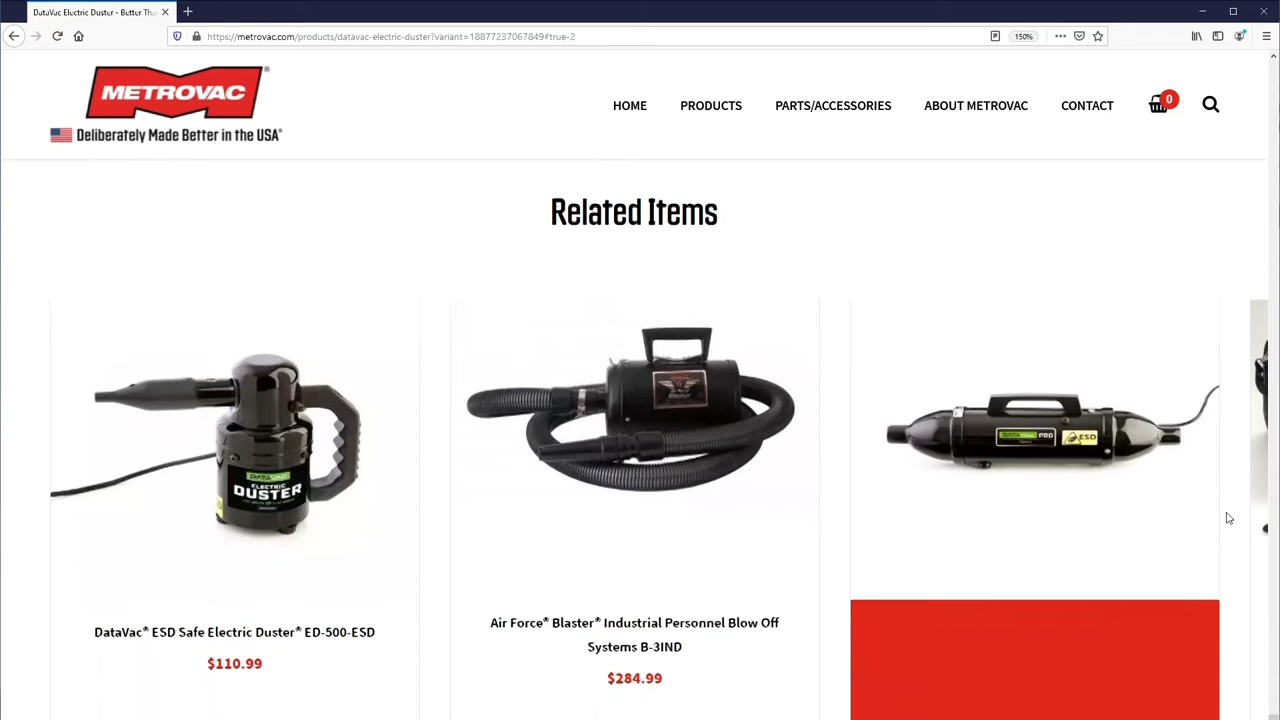 DataVac Electric Duster - Better Tha
https://metrovac.com/products/datavac-electric-duster?variant=18877237067849#true-2
150%
METROVAC®
Deliberately Made Better in the USA®
HOME
PRODUCTS
PARTS/ACCESSORIES
ABOUT METROVAC
CONTACT
0
Related Items
ELECTRIC
DUSTER
DATAVAC PRO
ESD
DataVac® ESD Safe Electric Duster® ED-500-ESD
$110.99
Air Force® Blaster® Industrial Personnel Blow Off
Systems B-3IND
$284.99